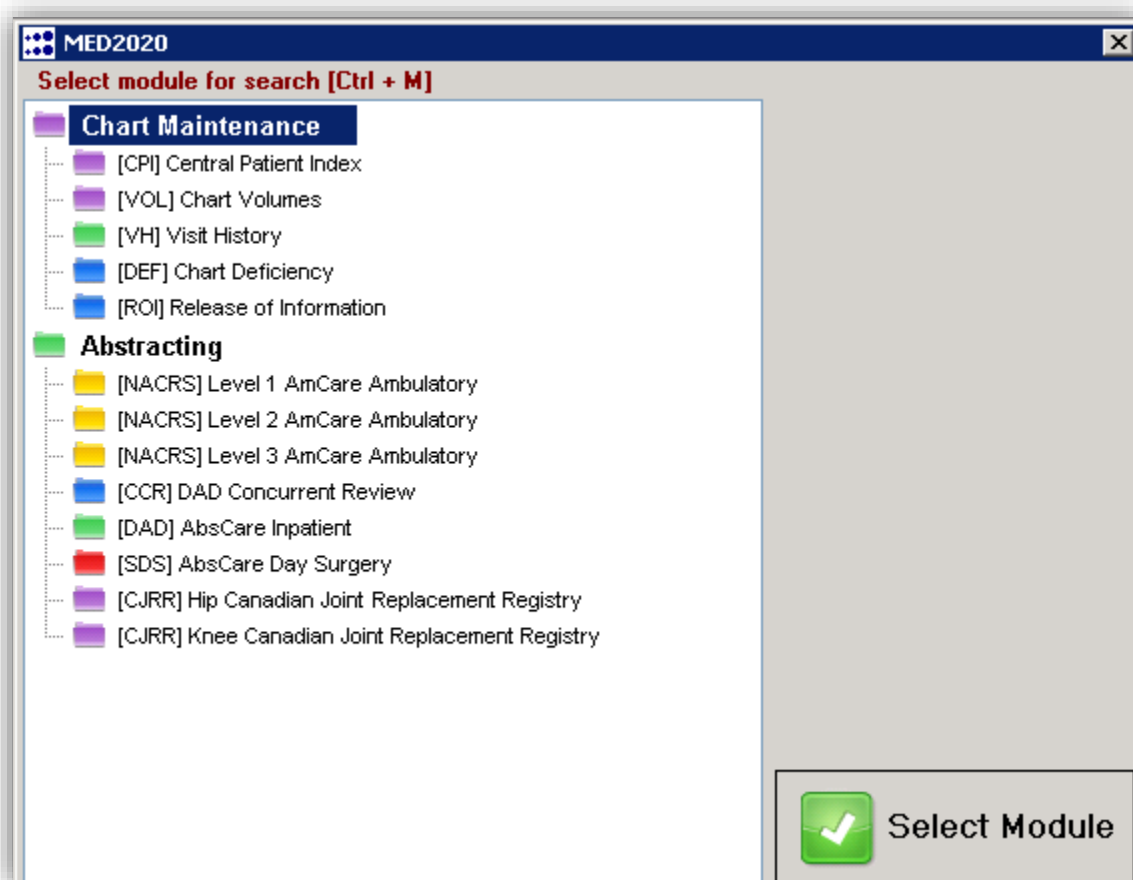 MED2020
Select module for search [Ctrl + M]
Chart Maintenance
[CPI] Central Patient Index
[VOL] Chart Volumes
[VH] Visit History
[DEF] Chart Deficiency
[ROI] Release of Information
Abstracting
[NACRS] Level 1 AmCare Ambulatory
[NACRS] Level 2 AmCare Ambulatory
[NACRS] Level 3 AmCare Ambulatory
[CCR] DAD Concurrent Review
[DAD] AbsCare Inpatient
[SDS] AbsCare Day Surgery
[CJRR] Hip Canadian Joint Replacement Registry
[CJRR] Knee Canadian Joint Replacement Registry
Select Module